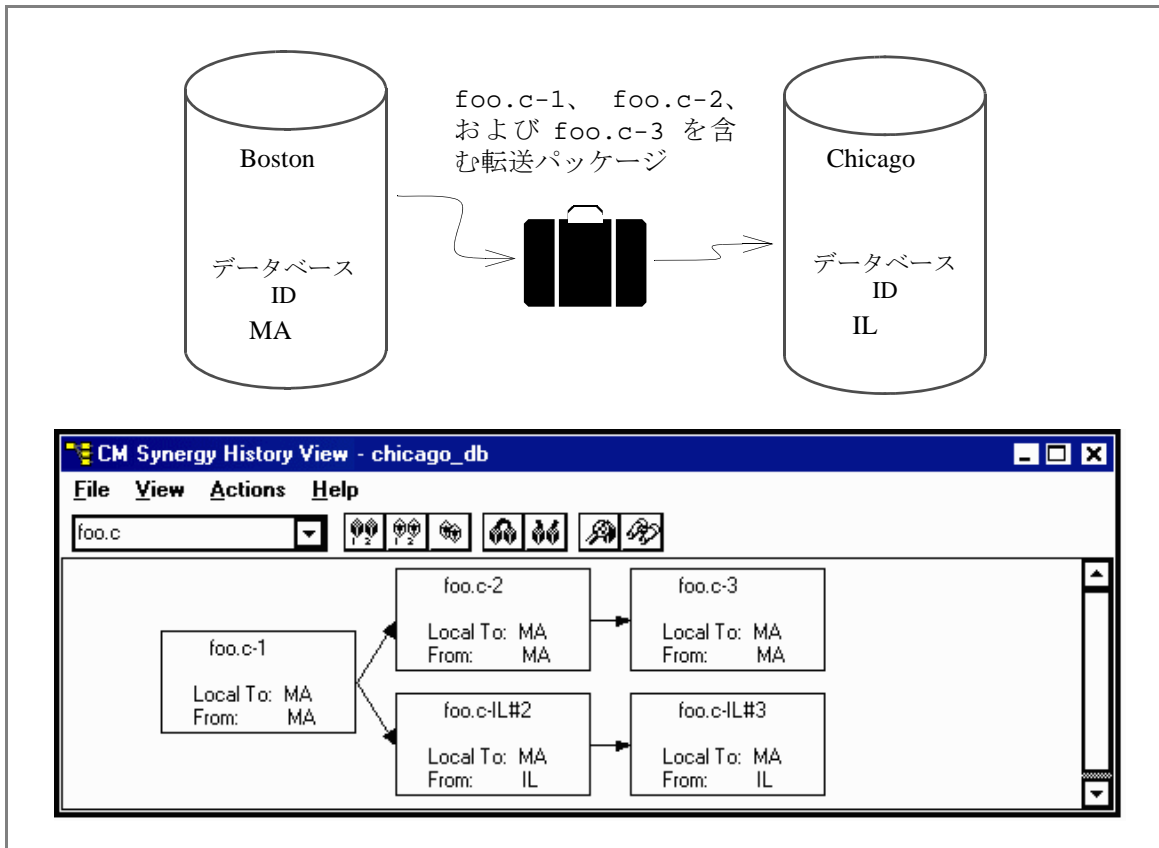 Boston
データベース
ID
MA
foo.c-1、 foo.c-2、
および foo.c-3 を含
む転送パッケージ
Chicago
データベース
ID
IL
CM Synergy History View - chicago_db
File View Actions Help
foo.c
1 2 1 2
foo.c-1
Local To: MA
From: MA
foo.c-2
Local To: MA
From: MA
foo.c-3
Local To: MA
From: MA
foo.c-IL#2
Local To: MA
From: IL
foo.c-IL#3
Local To: MA
From: IL